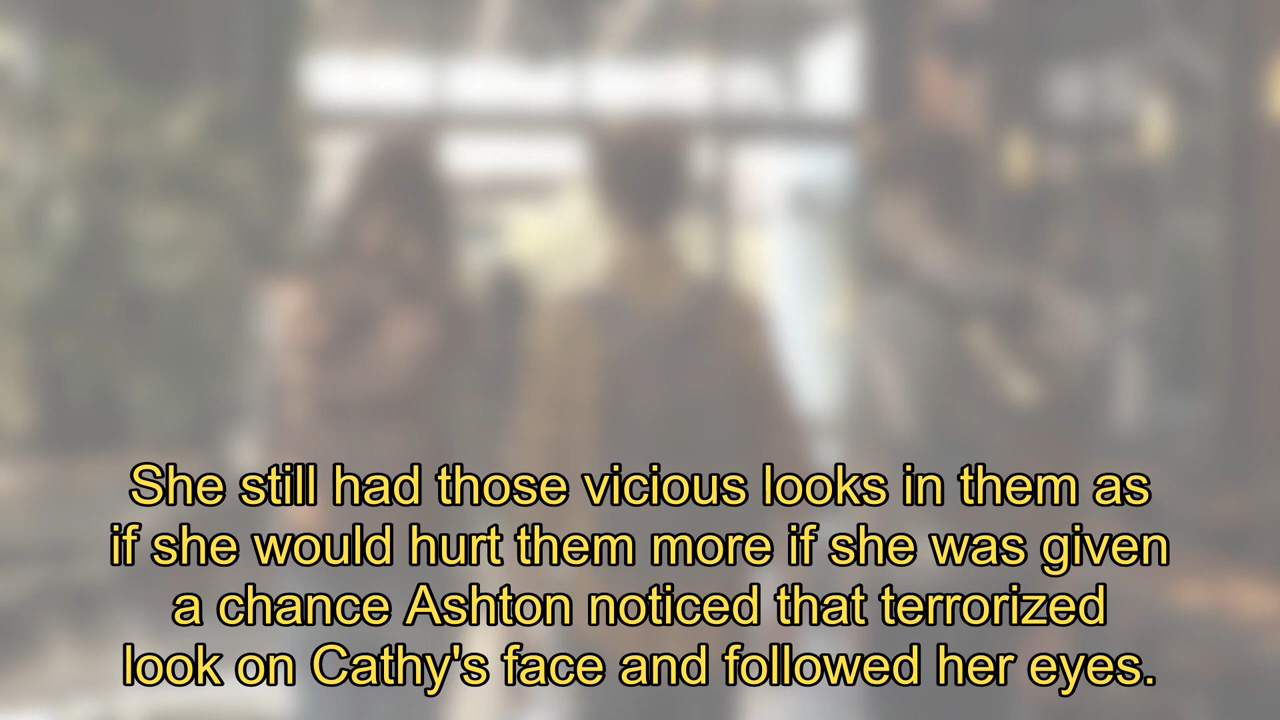 She still had those vicious looks in them as
if she would hurt them more if she was given
a chance Ashton noticed that terrorized
look on Cathy's face and followed her eyes.